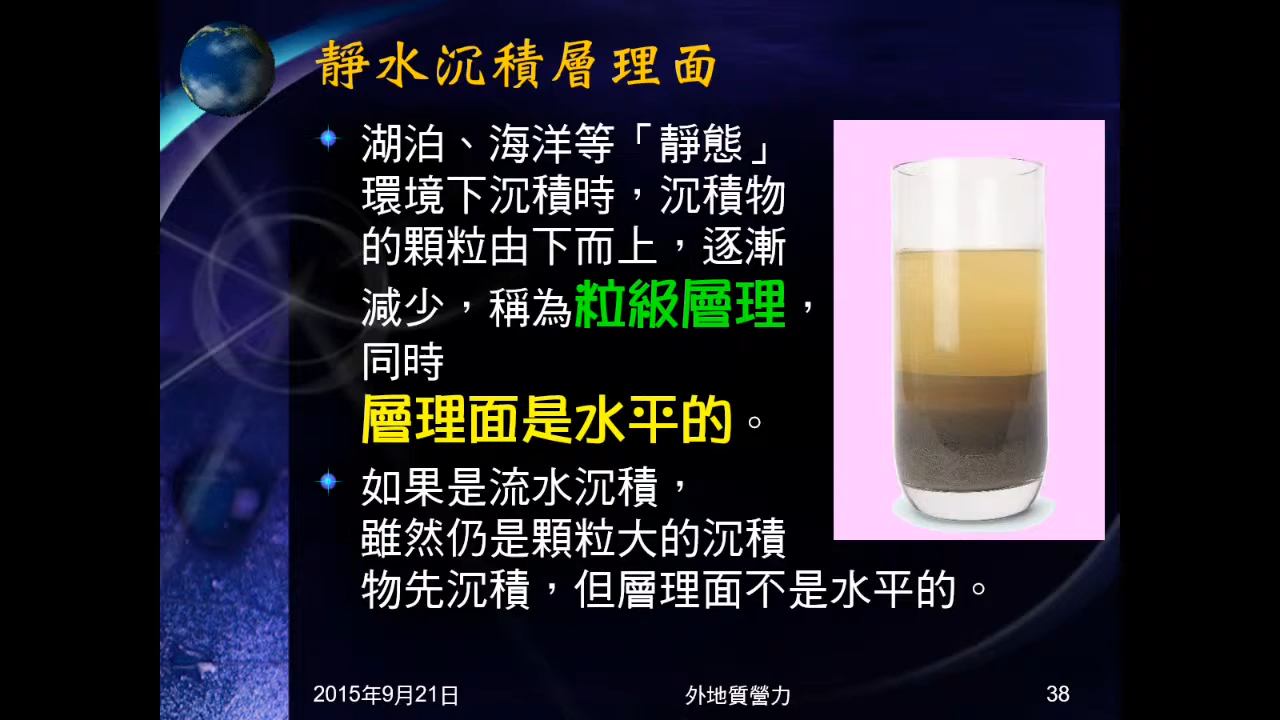 靜水沉積層理面
湖泊、海洋等「靜態」
環境下沉積時，沉積物
的顆粒由下而上，逐漸
減少，稱為粒級層理，
同時
層理面是水平的。
如果是流水沉積，
雖然仍是顆粒大的沉積
物先沉積，但層理面不是水平的。
2015年9月21日
外地質營力
38